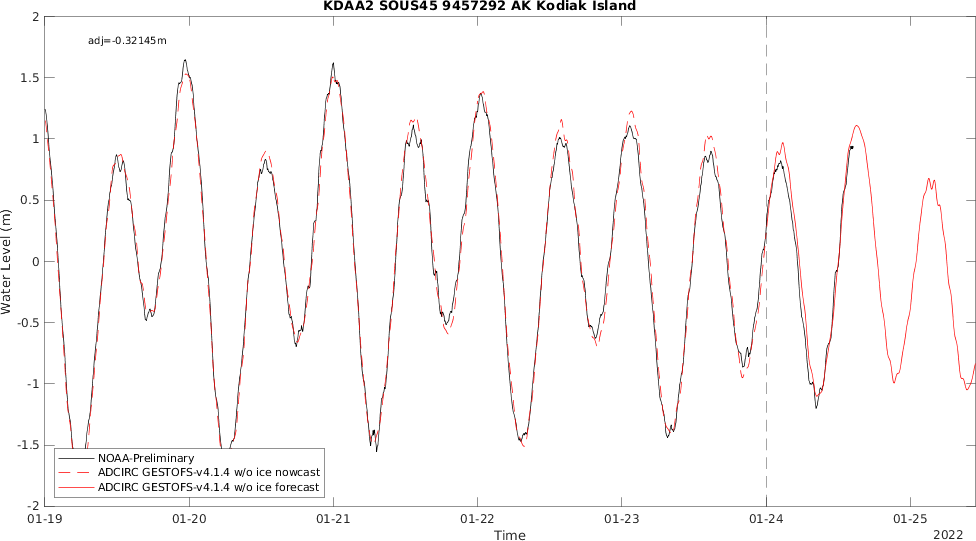 KDAA2 SOUS45 9457292 AK Kodiak Island
adj=-0.32145m
2
1.5
1
0.5
0
-0.5
-1
-1.5
-2
Water Level (m)
NOAA-Preliminary
ADCIRC GESTOFS-v4.1.4 w/o ice nowcast
ADCIRC GESTOFS-v4.1.4 w/o ice forecast
01-19 01-20 01-21 01-22 01-23 01-24 01-25
Time
2022